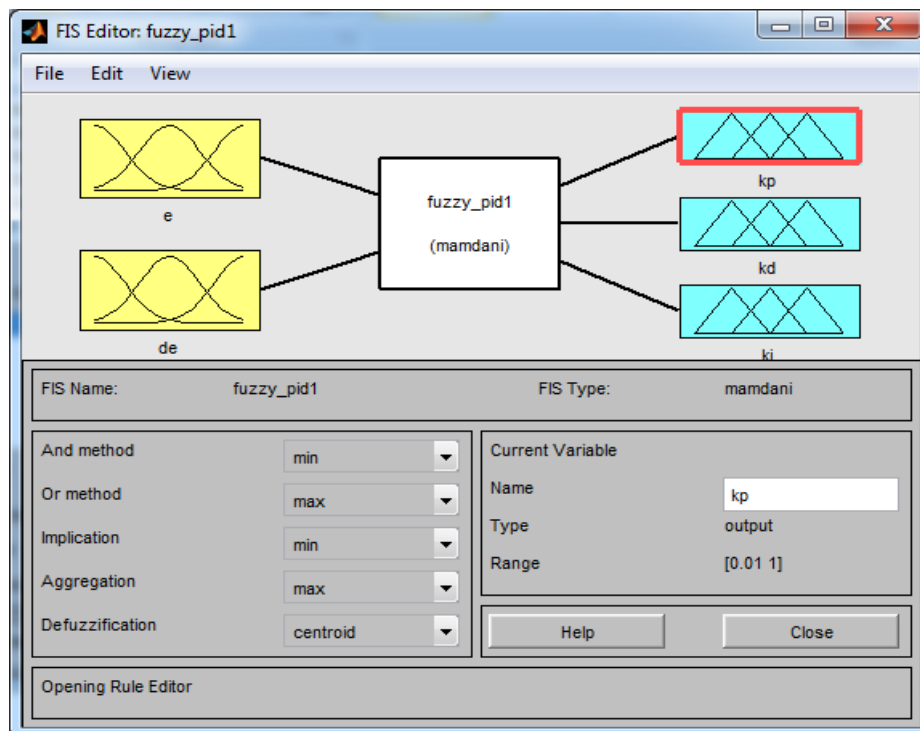 FIS Editor: fuzzy_pid1
File Edit View
e
de
fuzzy_pid1
(mamdani)
kp
kd
ki
FIS Name: fuzzy_pid1 FIS Type: mamdani
And method min
Or method max
Implication min
Aggregation max
Defuzzification centroid
Current Variable
Name kp
Type output
Range [0.01 1]
Help Close
Opening Rule Editor